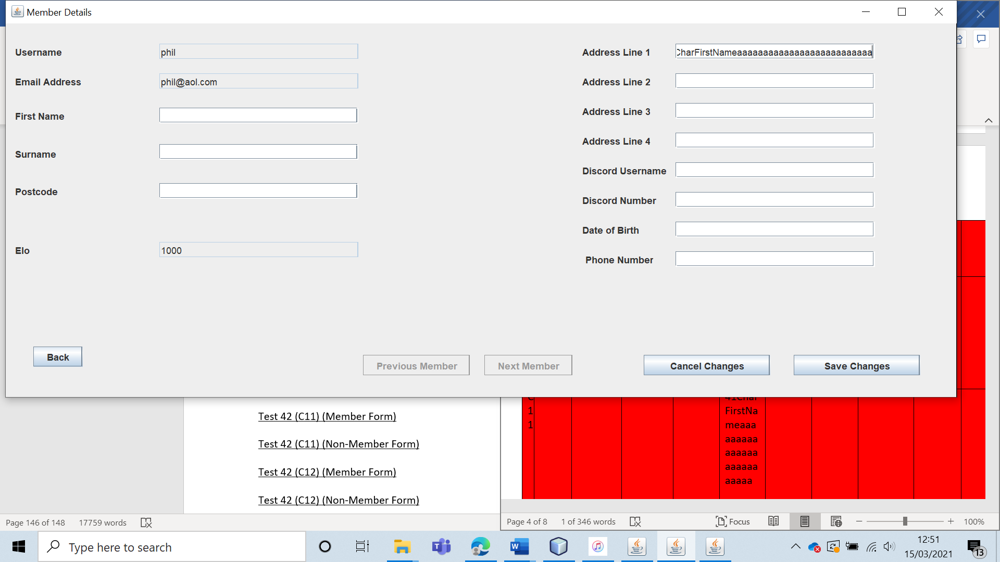 Member Details
Username
phil
Email Address
phil@aol.com
First Name
Surname
Postcode
Elo
1000
Address Line 1
CharFirstNameaaaaaaaaaaaaaaaaaaaaaaaaaa
Address Line 2
Address Line 3
Address Line 4
Discord Username
Discord Number
Date of Birth
Phone Number
Back
Previous Member
Next Member
Cancel Changes
Save Changes
Test 42 (C11) (Member Form)
Test 42 (C11) (Non-Member Form)
Test 42 (C12) (Member Form)
Test 42 (C12) (Non-Member Form)
C
1
1
41Char
FirstNa
meaaa
aaaaaa
aaaaaa
aaaaaa
aaaaa
Page 146 of 148
17759 words
Page 4 of 8
1 of 346 words
Focus
100%
Type here to search
12:51
15/03/2021
13